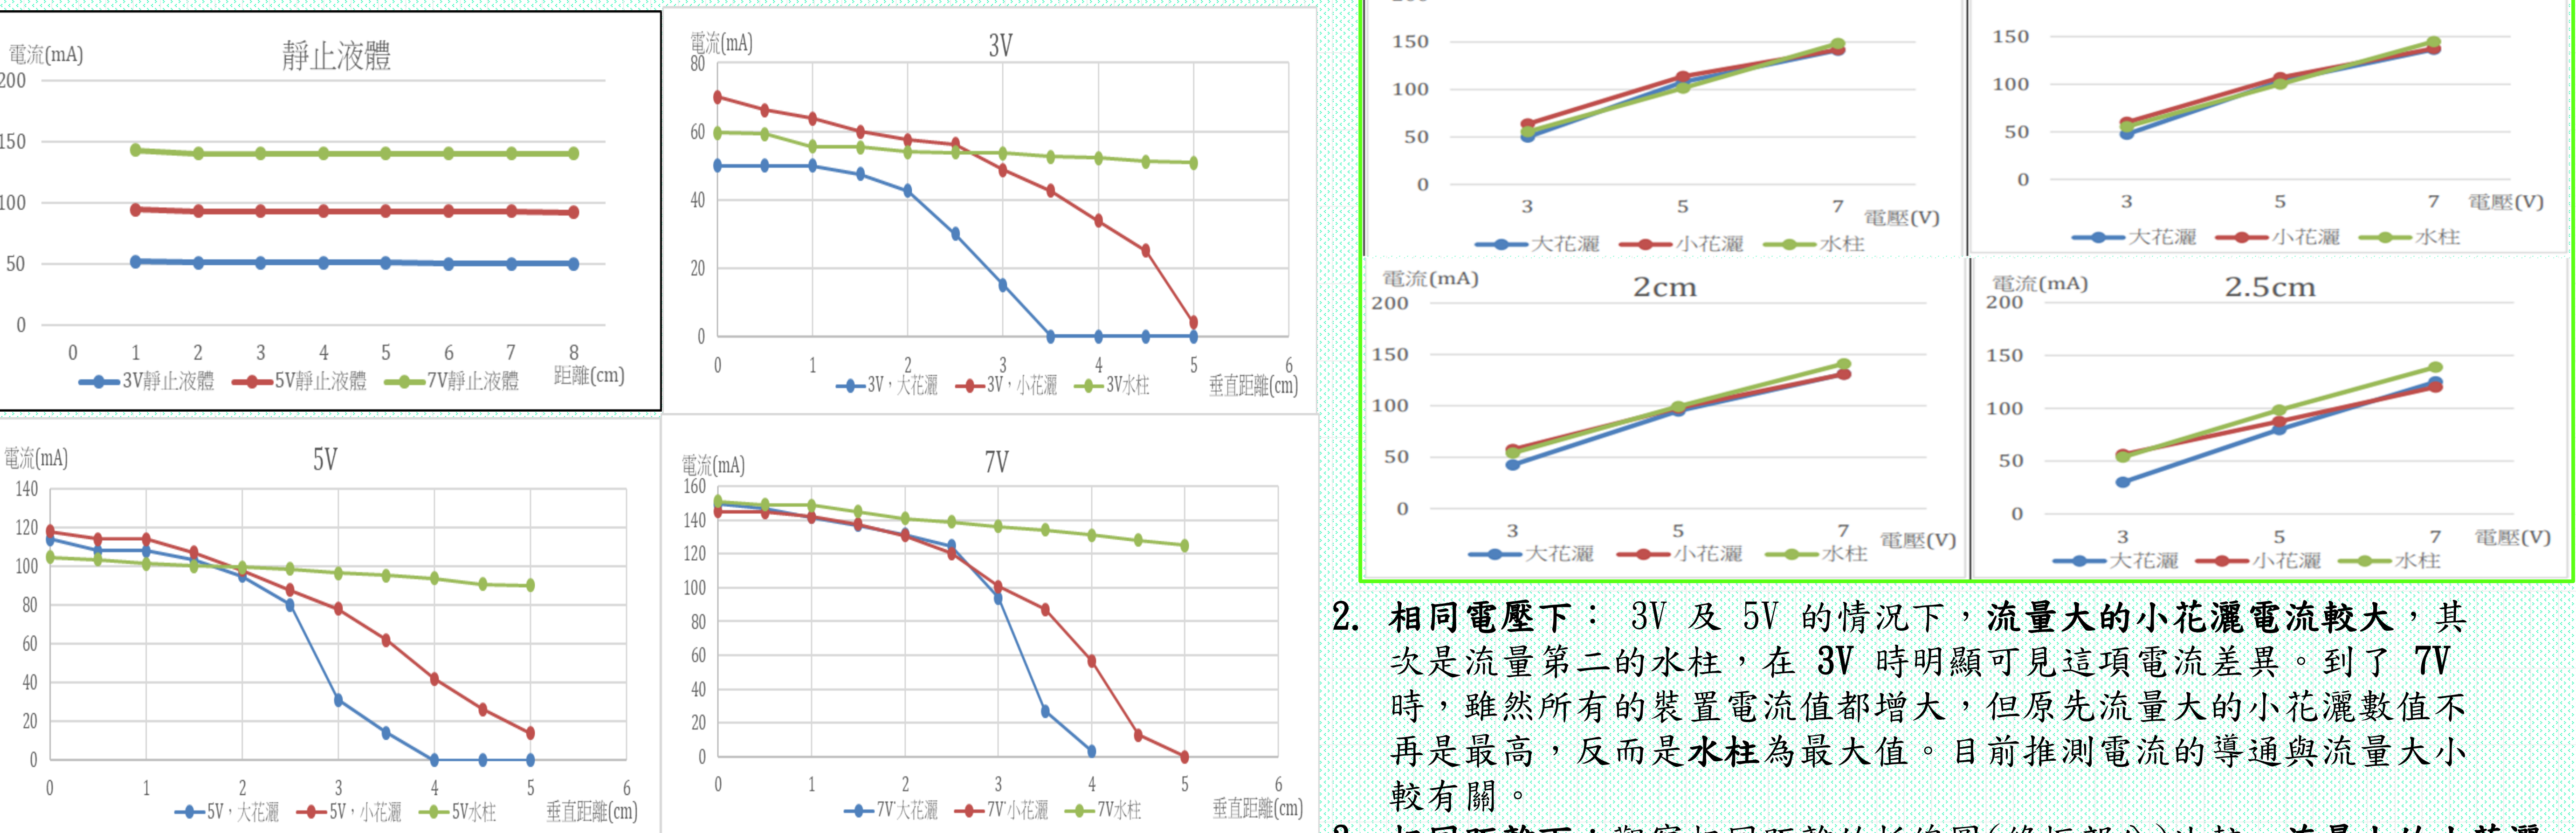 電流(mA)
靜止液體
200
150
100
50
0
0 1 2 3 4 5 6 7 8
距離(cm)
3V靜止液體 5V靜止液體 7V靜止液體
電流(mA)
3V
80
60
40
20
0
0 1 2 3 4 5 6
3V，大花灑 3V，小花灑 3V水柱
垂直距離(cm)
電流(mA)
5V
140
120
100
80
60
40
20
0
0 1 2 3 4 5 6
5V，大花灑 5V，小花灑 5V水柱
垂直距離(cm)
電流(mA)
7V
160
140
120
100
80
60
40
20
0
0 1 2 3 4 5 6
7V'大花灑 7V'小花灑 7V水柱
垂直距離(cm)
150
100
50
0
3 5 7
電壓(V)
大花灑 小花灑 水柱
150
100
50
0
3 5 7
電壓(V)
大花灑 小花灑 水柱
電流(mA)
2cm
200
150
100
50
0
3 5 7
電壓(V)
大花灑 小花灑 水柱
電流(mA)
2.5cm
200
150
100
50
0
3 5 7
電壓(V)
大花灑 小花灑 水柱
2. 相同電壓下： 3V 及 5V 的情況下，流量大的小花灑電流較大，其
次是流量第二的水柱，在 3V 時明顯可見這項電流差異。到了 7V
時，雖然所有的裝置電流值都增大，但原先流量大的小花灑數值不
再是最高，反而是水柱為最大值。目前推測電流的導通與流量大小
較有關。